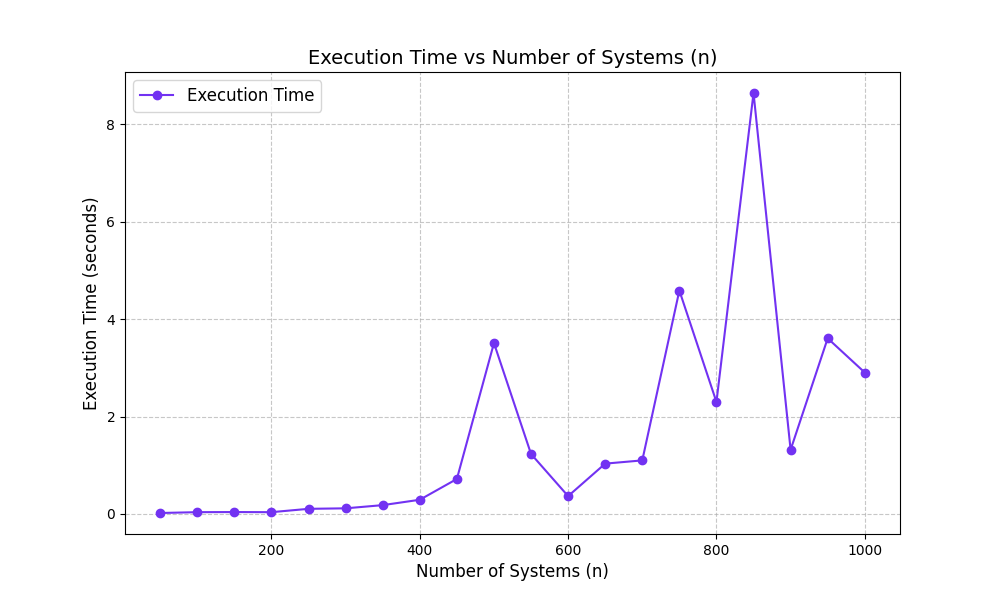 Execution Time vs Number of Systems (n)
Execution Time
8
6
4
2
0
Execution Time (seconds)
200 400 600 800 1000
Number of Systems (n)